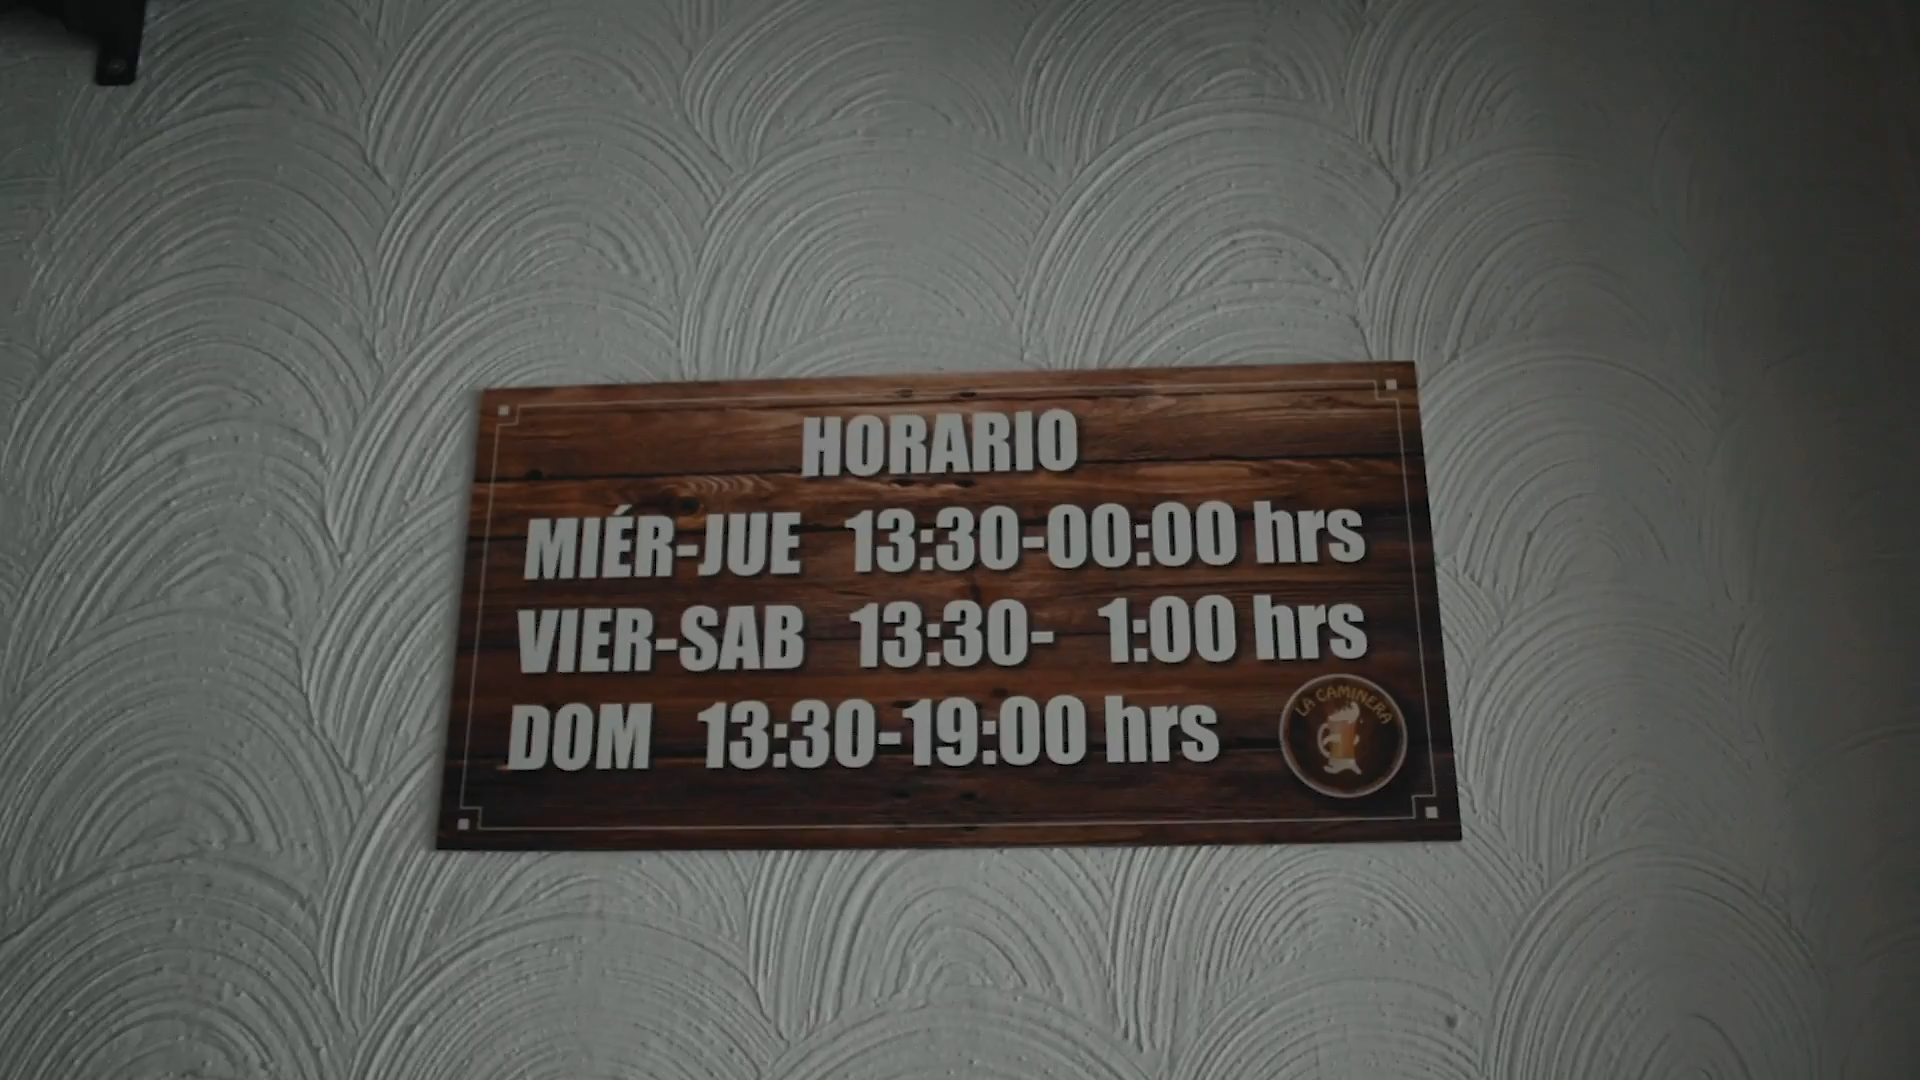 HORARIO
MIÉR-JUE 13:30-00:00 hrs
VIER-SAB 13:30- 1:00 hrs
DOM 13:30-19:00 hrs
LA CAMINERA